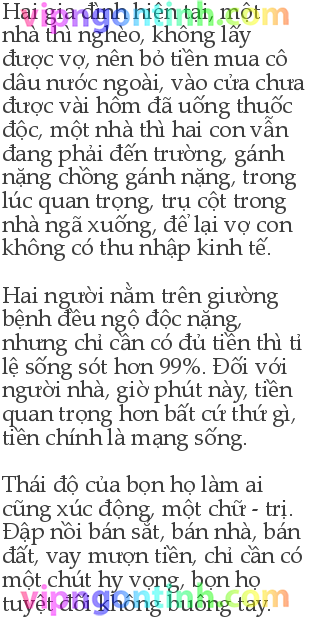 vipngontinh.com
Hai gia đình hiện tại, một
nhà thì nghèo, không lấy
được vợ, nên bỏ tiền mua cô
dâu nước ngoài, vào cửa chưa
được vài hôm đã uống thuốc
độc, một nhà thì hai con vẫn
đang phải đến trường, gánh
nặng chồng gánh nặng, trong
lúc quan trọng, trụ cột trong
nhà ngã xuống, để lại vợ con
không có thu nhập kinh tế.
Hai người nằm trên giường
bệnh đều ngộ độc nặng,
nhưng chỉ cần có đủ tiền thì tỉ
lệ sống sót hơn 99%. Đối với
người nhà, giờ phút này, tiền
quan trọng hơn bất cứ thứ gì,
tiền chính là mạng sống.
Thái độ của bọn họ làm ai
cũng xúc động, một chữ - trị.
Đập nồi bán sắt, bán nhà, bán
đất, vay mượn tiền, chỉ cần có
một chút hy vọng, bọn họ
tuyệt đối không buông tay.
vipngontinh.com